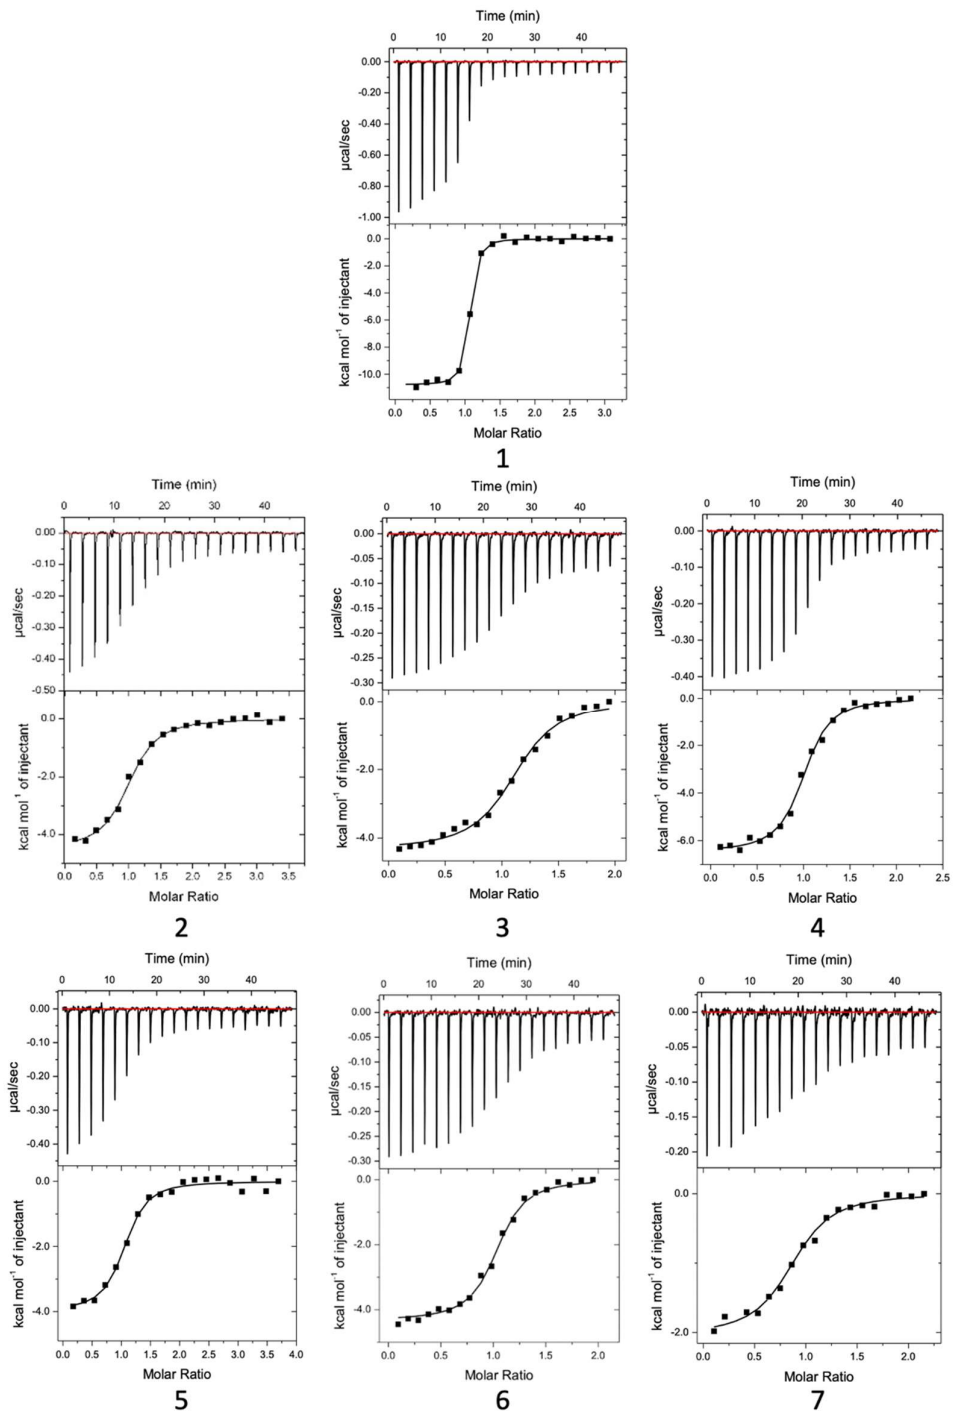 Time (min)
0 10 20 30 40
0.00
-0.20
-0.40
-0.60
-0.80
-1.00
µcal/sec
0.0
-2.0
-4.0
-6.0
-8.0
-10.0
kcal mol⁻¹ of injectant
0.0 0.5 1.0 1.5 2.0 2.5 3.0
Molar Ratio
1
Time (min)
0 10 20 30 40
0.00
-0.10
-0.20
-0.30
-0.40
-0.50
µcal/sec
0.0
-2.0
-4.0
kcal mol¹ of injectant
0.0 0.5 1.0 1.5 2.0 2.5 3.0 3.5
Molar Ratio
2
Time (min)
0 10 20 30 40
0.00
-0.05
-0.10
-0.15
-0.20
-0.25
-0.30
µcal/sec
0.0
-2.0
-4.0
kcal mol⁻¹ of injectant
0.0 0.5 1.0 1.5 2.0
Molar Ratio
3
Time (min)
0 10 20 30 40
0.00
-0.10
-0.20
-0.30
-0.40
µcal/sec
0.0
-2.0
-4.0
-6.0
kcal mol⁻¹ of injectant
0.0 0.5 1.0 1.5 2.0 2.5
Molar Ratio
4
Time (min)
0 10 20 30 40
0.00
-0.10
-0.20
-0.30
-0.40
µcal/sec
0.0
-2.0
-4.0
kcal mol⁻¹ of injectant
0.0 0.5 1.0 1.5 2.0 2.5 3.0 3.5 4.0
Molar Ratio
5
Time (min)
0 10 20 30 40
0.00
-0.05
-0.10
-0.15
-0.20
-0.25
-0.30
µcal/sec
0.0
-2.0
-4.0
kcal mol⁻¹ of injectant
0.0 0.5 1.0 1.5 2.0
Molar Ratio
6
Time (min)
0 10 20 30 40
0.00
-0.05
-0.10
-0.15
-0.20
µcal/sec
0.0
-2.0
kcal mol⁻¹ of injectant
0.0 0.5 1.0 1.5 2.0
Molar Ratio
7